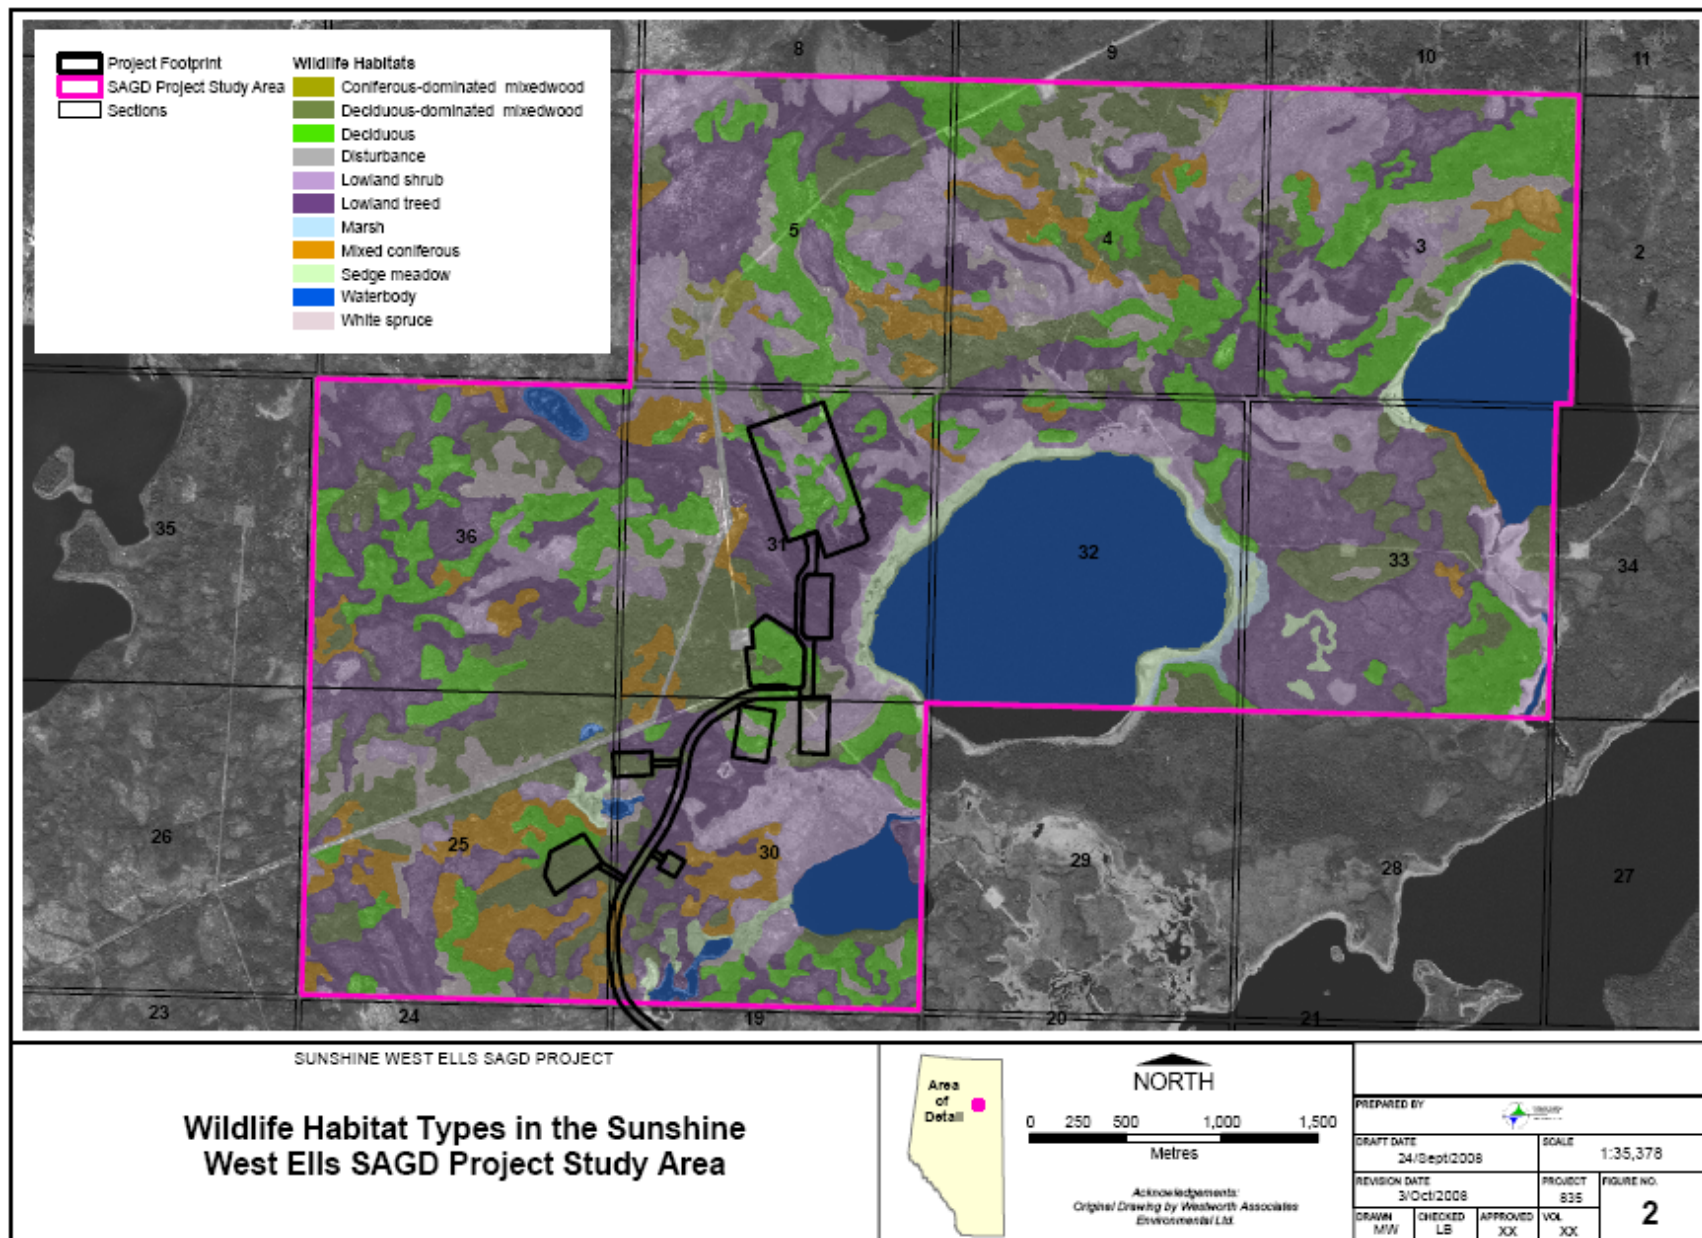 Project Footprint
SAGD Project Study Area
Sections
Wildlife Habitats
Coniferous-dominated mixedwood
Deciduous-dominated mixedwood
Deciduous
Disturbance
Lowland shrub
Lowland treed
Marsh
Mixed coniferous
Sedge meadow
Waterbody
White spruce
8
9
10
11
5
4
3
2
35
36
31
32
33
34
26
25
30
29
28
27
23
24
19
20
21
SUNSHINE WEST ELLS SAGD PROJECT
Wildlife Habitat Types in the Sunshine
West Ells SAGD Project Study Area
Area
of
Detail
NORTH
0 250 500 1,000 1,500
Metres
Acknowledgements:
Original Drawing by Westworth Associates
Environmental Ltd.
PREPARED BY
DRAFT DATE
24/Sept/2008
SCALE
1:35,378
REVISION DATE
3/Oct/2008
PROJECT
835
FIGURE NO.
2
DRAWN
MW
CHECKED
LB
APPROVED
XX
VOL
XX